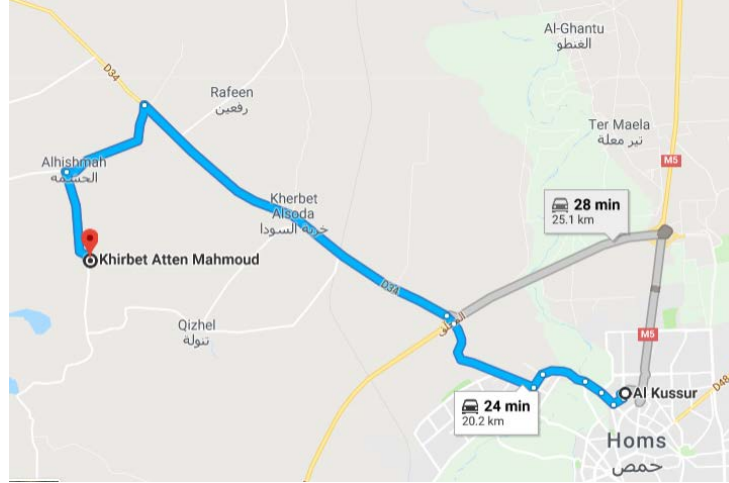 Al-Ghantu
الغنطو
D34
Rafeen
رفعين
Ter Maela
تير معلة
M5
Alhishmah
الحشمه
Kherbet
Alsoda
خربة السودا
28 min
25.1 km
Khirbet Atten Mahmoud
D34
Qizhel
تنولة
M5
24 min
20.2 km
Al Kussur
D48
Homs
حمص